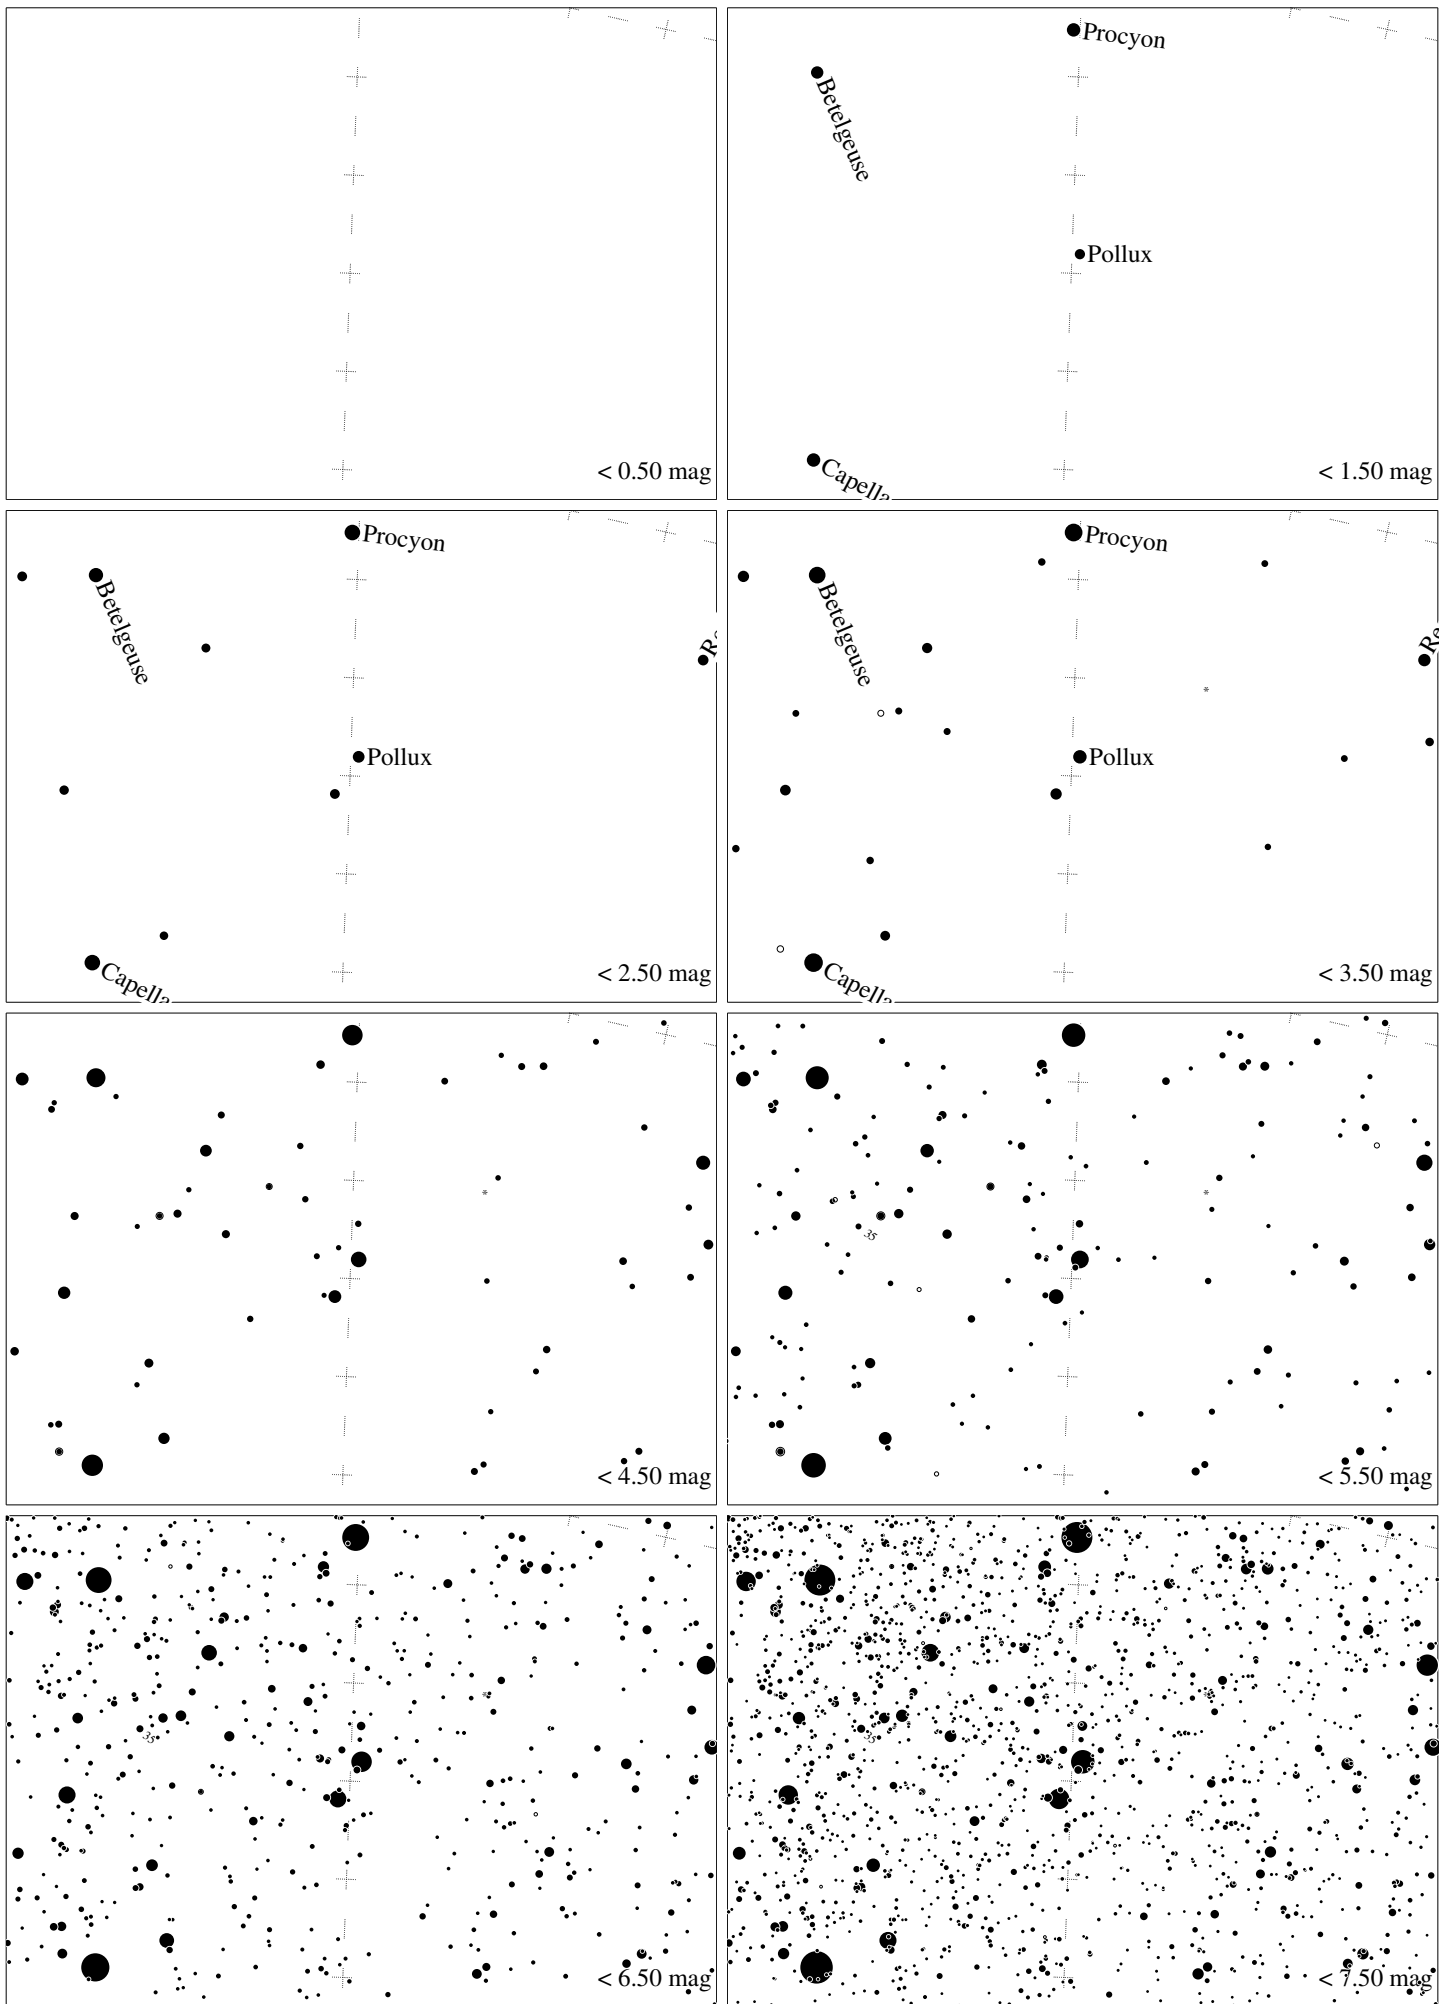 < 0.50 mag
Procyon
Betelgeuse
Pollux
Capella
< 1.50 mag
Procyon
Betelgeuse
Pollux
Capella
< 2.50 mag
Procyon
Betelgeuse
Re
Pollux
Capella
< 3.50 mag
< 4.50 mag
35
< 5.50 mag
35
< 6.50 mag
35
< 7.50 mag